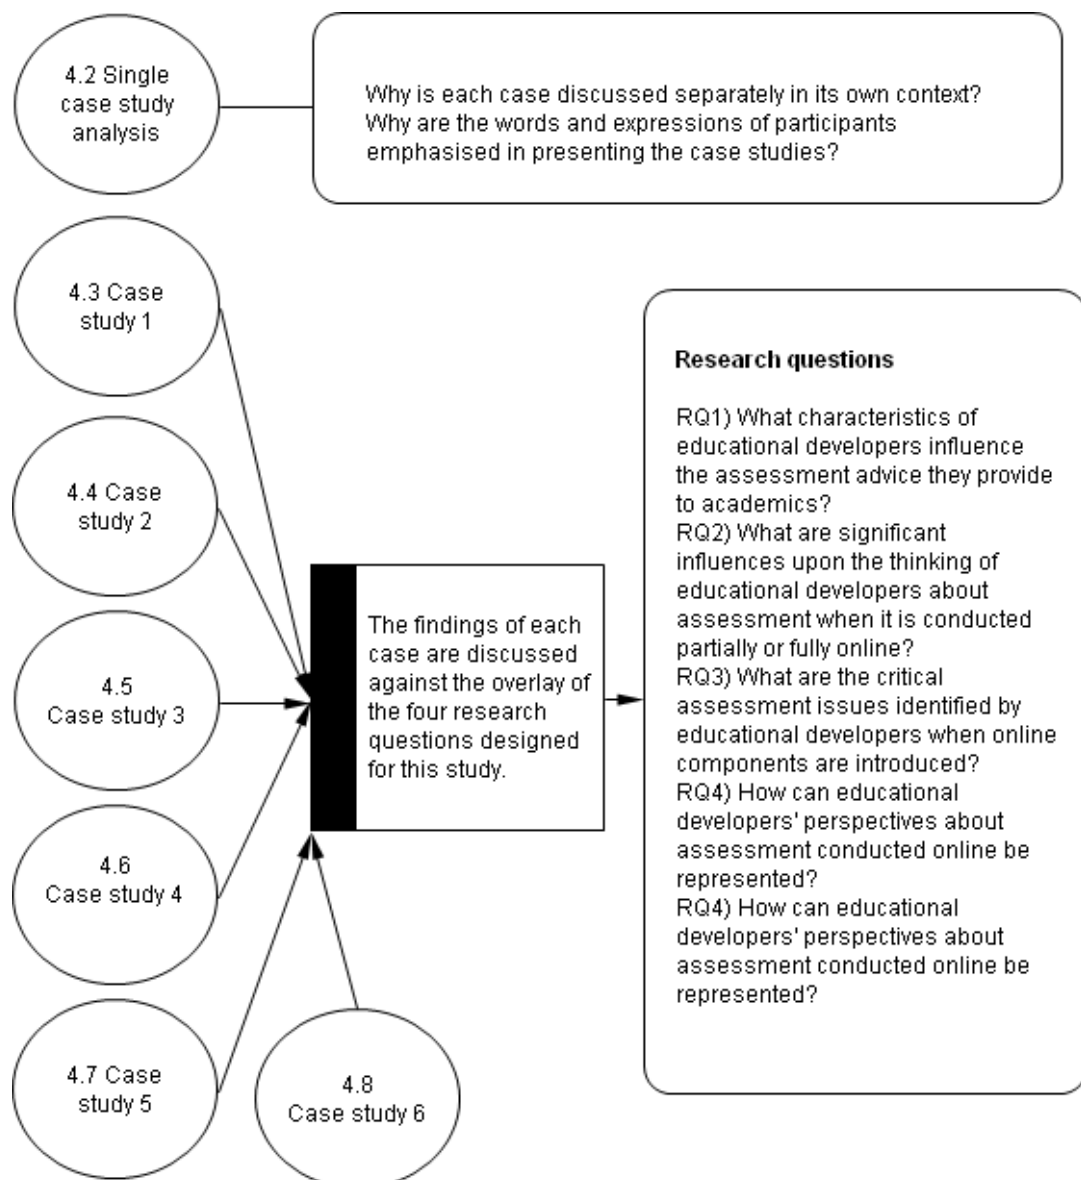 4.2 Single
case study
analysis
Why is each case discussed separately in its own context?
Why are the words and expressions of participants
emphasised in presenting the case studies?
4.3 Case
study 1
4.4 Case
study 2
4.5
Case study 3
4.6
Case study 4
4.7 Case
study 5
4.8
Case study 6
The findings of each
case are discussed
against the overlay of
the four research
questions designed
for this study.
Research questions
RQ1) What characteristics of
educational developers influence
the assessment advice they provide
to academics?
RQ2) What are significant
influences upon the thinking of
educational developers about
assessment when it is conducted
partially or fully online?
RQ3) What are the critical
assessment issues identified by
educational developers when online
components are introduced?
RQ4) How can educational
developers' perspectives about
assessment conducted online be
represented?
RQ4) How can educational
developers' perspectives about
assessment conducted online be
represented?